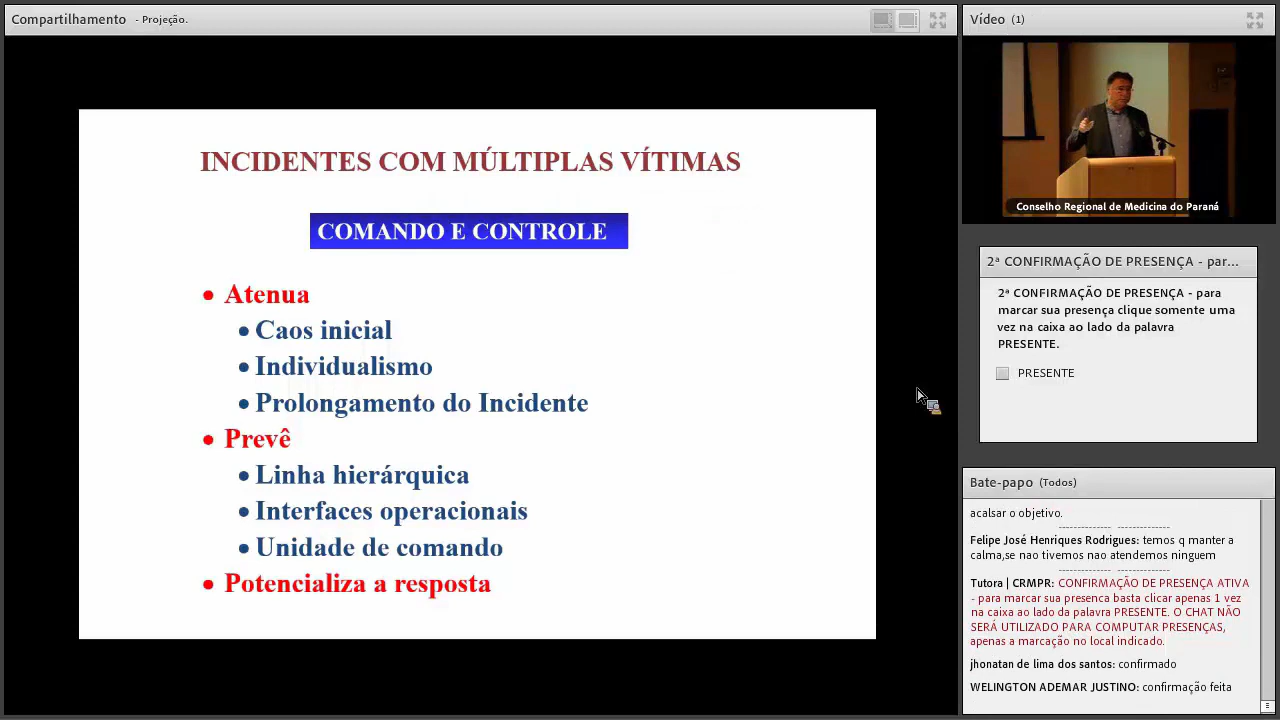 Compartilhamento - Projeção.
INCIDENTES COM MÚLTIPLAS VÍTIMAS
COMANDO E CONTROLE
• Atenua
• Caos inicial
• Individualismo
• Prolongamento do Incidente
• Prevê
• Linha hierárquica
• Interfaces operacionais
• Unidade de comando
• Potencializa a resposta
Vídeo (1)
Conselho Regional de Medicina do Paraná
2ª CONFIRMAÇÃO DE PRESENÇA - par...
2ª CONFIRMAÇÃO DE PRESENÇA - para
marcar sua presença clique somente uma
vez na caixa ao lado da palavra
PRESENTE.
PRESENTE
Bate-papo (Todos)
acalsar o objetivo.
------------- -------------
Felipe José Henriques Rodrigues: temos q manter a
calma,se nao tivemos nao atendemos ninguem
------------- -------------
Tutora | CRMPR: CONFIRMAÇÃO DE PRESENÇA ATIVA
- para marcar sua presenca basta clicar apenas 1 vez
na caixa ao lado da palavra PRESENTE. O CHAT NÃO
SERÁ UTILIZADO PARA COMPUTAR PRESENÇAS,
apenas a marcação no local indicado.
jhonatan de lima dos santos: confirmado
WELINGTON ADEMAR JUSTINO: confirmação feita